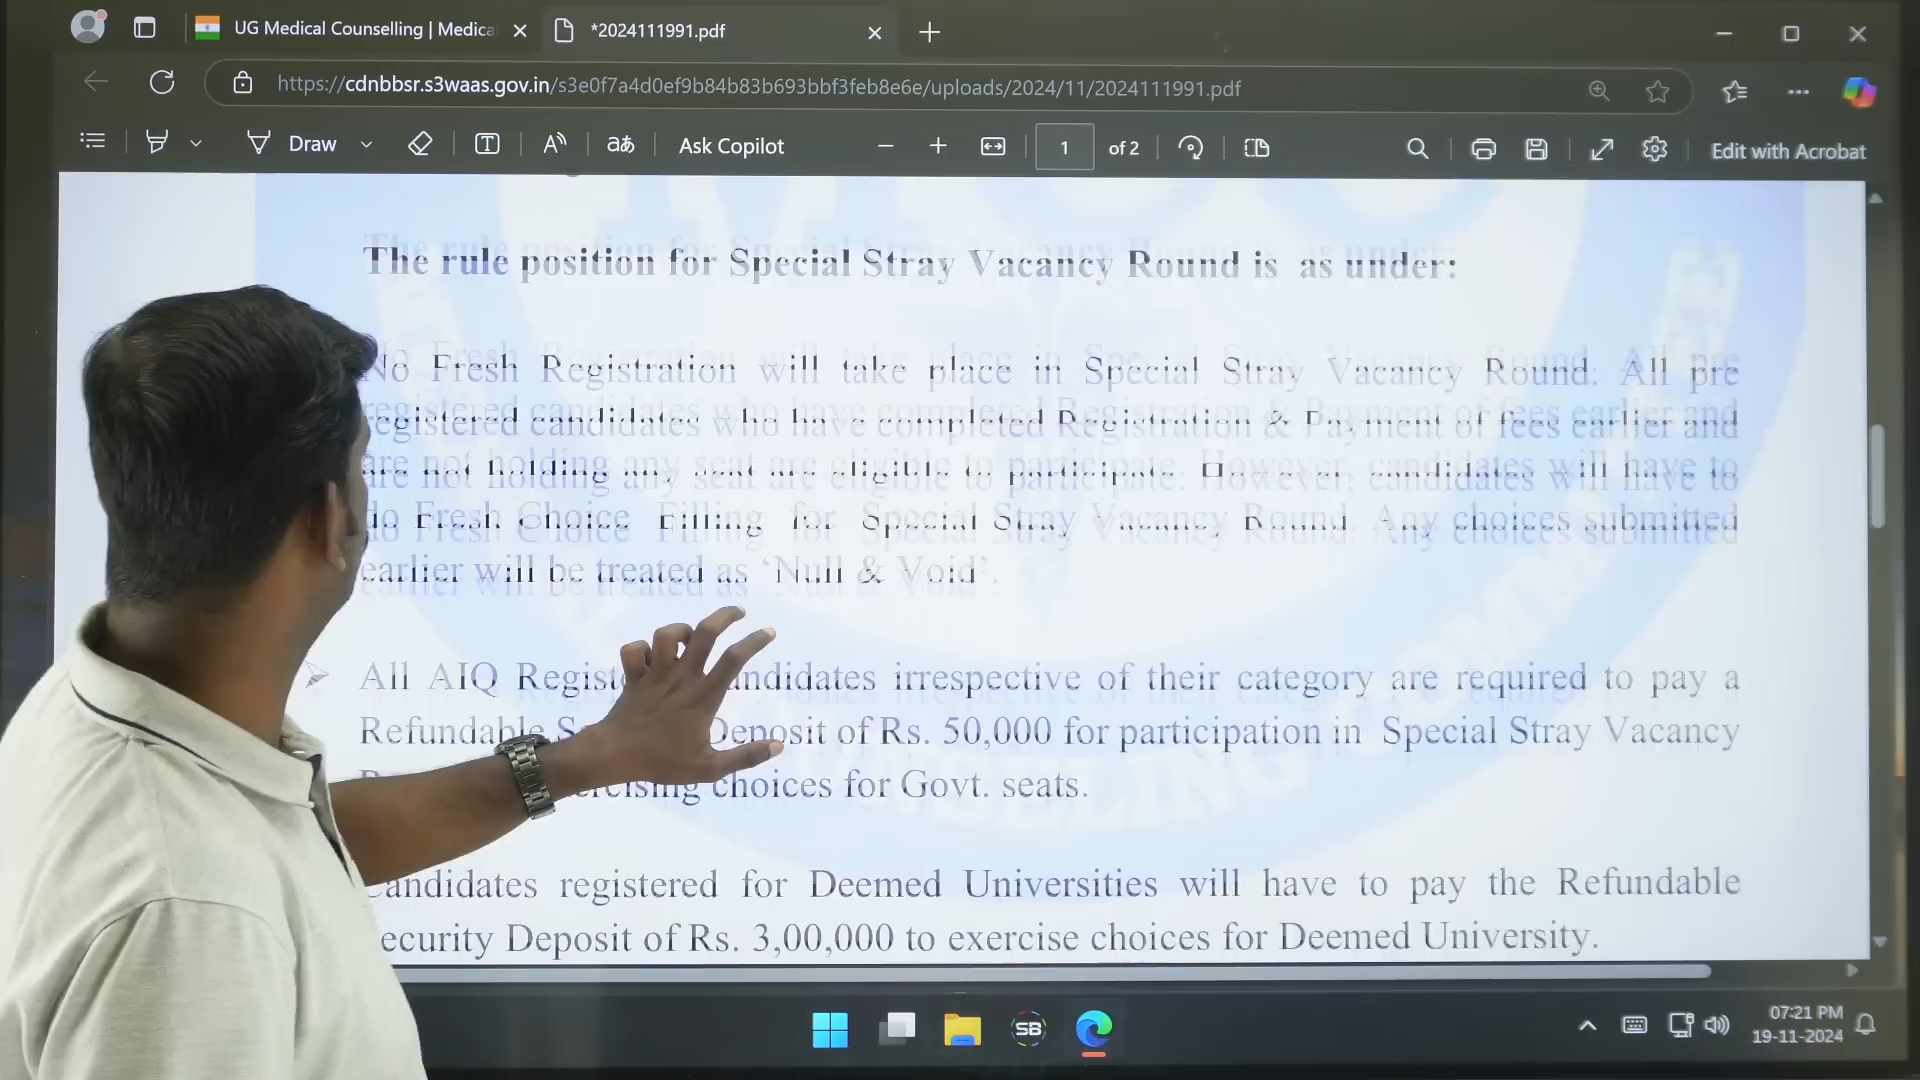 UG Medical Counselling | Medica
*2024111991.pdf
https://cdnbbsr.s3waas.gov.in/s3e0f7a4d0ef9b84b83b693bbf3feb8e6e/uploads/2024/11/2024111991.pdf
Draw
Ask Copilot
1 of 2
Edit with Acrobat
The rule position for Special Stray Vacancy Round is as under:
No Fresh Registration will take place in Special Stray Vacancy Round. All pre
registered candidates who have completed Registration & Payment of fees earlier and
are not holding any seat are eligible to participate. However, candidates will have to
do Fresh Choice Filling for Special Stray Vacancy Round. Any choices submitted
earlier will be treated as ‘Null & Void’.
➢ All AIQ Regist andidates irrespective of their category are required to pay a
Refundable Deposit of Rs. 50,000 for participation in Special Stray Vacancy
choices for Govt. seats.
Candidates registered for Deemed Universities will have to pay the Refundable
ecurity Deposit of Rs. 3,00,000 to exercise choices for Deemed University.
SB
07:21 PM
19-11-2024